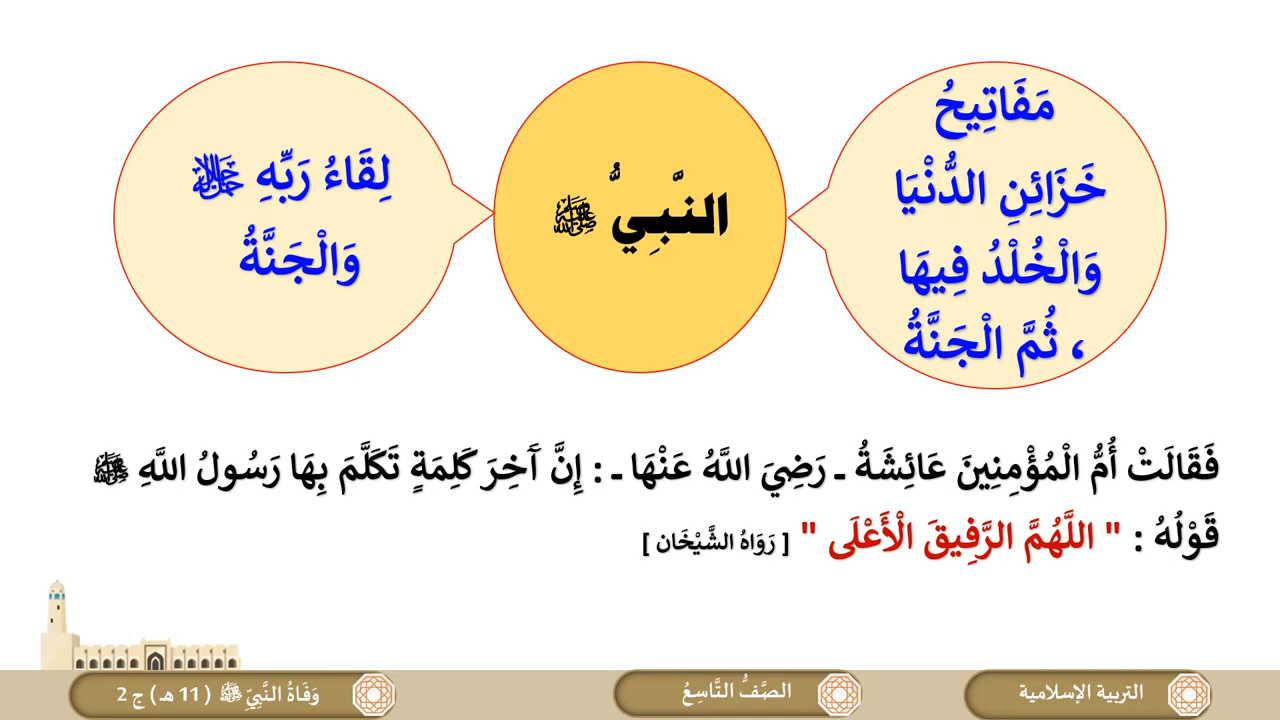 مَفَاتِيحُ
خَزَائِنِ الدُّنْيَا
وَالْخُلْدُ فِيهَا
، ثُمَّ الْجَنَّةُ
النَّبِيُّ ﷺ
لِقَاءُ رَبِّهِ ﷻ
وَالْجَنَّةُ
فَقَالَتْ أُمُّ الْمُؤْمِنِينَ عَائِشَةُ ـ رَضِيَ اللَّهُ عَنْهَا ـ : إِنَّ آخِرَ كَلِمَةٍ تَكَلَّمَ بِهَا رَسُولُ اللَّهِ ﷺ
قَوْلُهُ : " اللَّهُمَّ الرَّفِيقَ الْأَعْلَى " [ رَوَاهُ الشَّيْخَان ]
التربية الإسلامية
الصَّفُّ التَّاسِعُ
وَفَاةُ النَّبِيِّ ﷺ ( 11 هـ ) ج 2